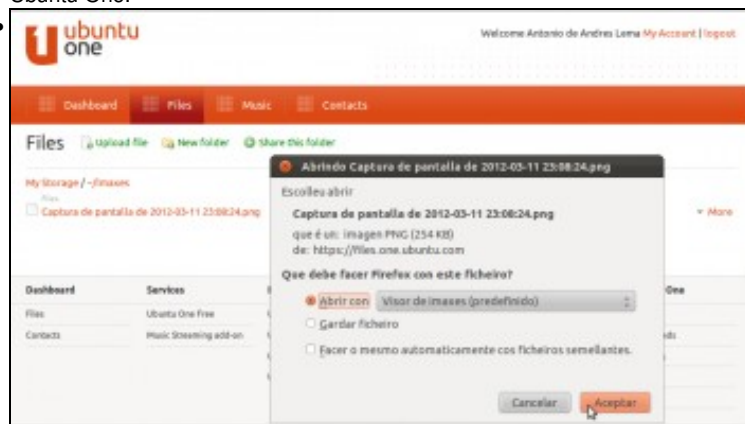 Ubuntu One.
ubuntu
one
Welcome Antonio de Andres Lema My Account | logout
Dashboard Files Music Contacts
Files Upload file New folder Share this folder
My Storage / ~/Imaxes
Files
Captura de pantalla de 2012-03-11 23:08:24.png
More
Abrindo Captura de pantalla de 2012-03-11 23:08:24.png
Escolleu abrir
Captura de pantalla de 2012-03-11 23:08:24.png
que é un: imagen PNG (254 KB)
de: https://files.one.ubuntu.com
Que debe facer Firefox con este ficheiro?
Abrir con Visor de imaxes (predefinido)
Gardar ficheiro
Facer o mesmo automaticamente cos ficheiros semellantes.
Cancelar Aceptar
Dashboard Services One
Files Ubuntu One Free
Contacts Music Streaming add-on